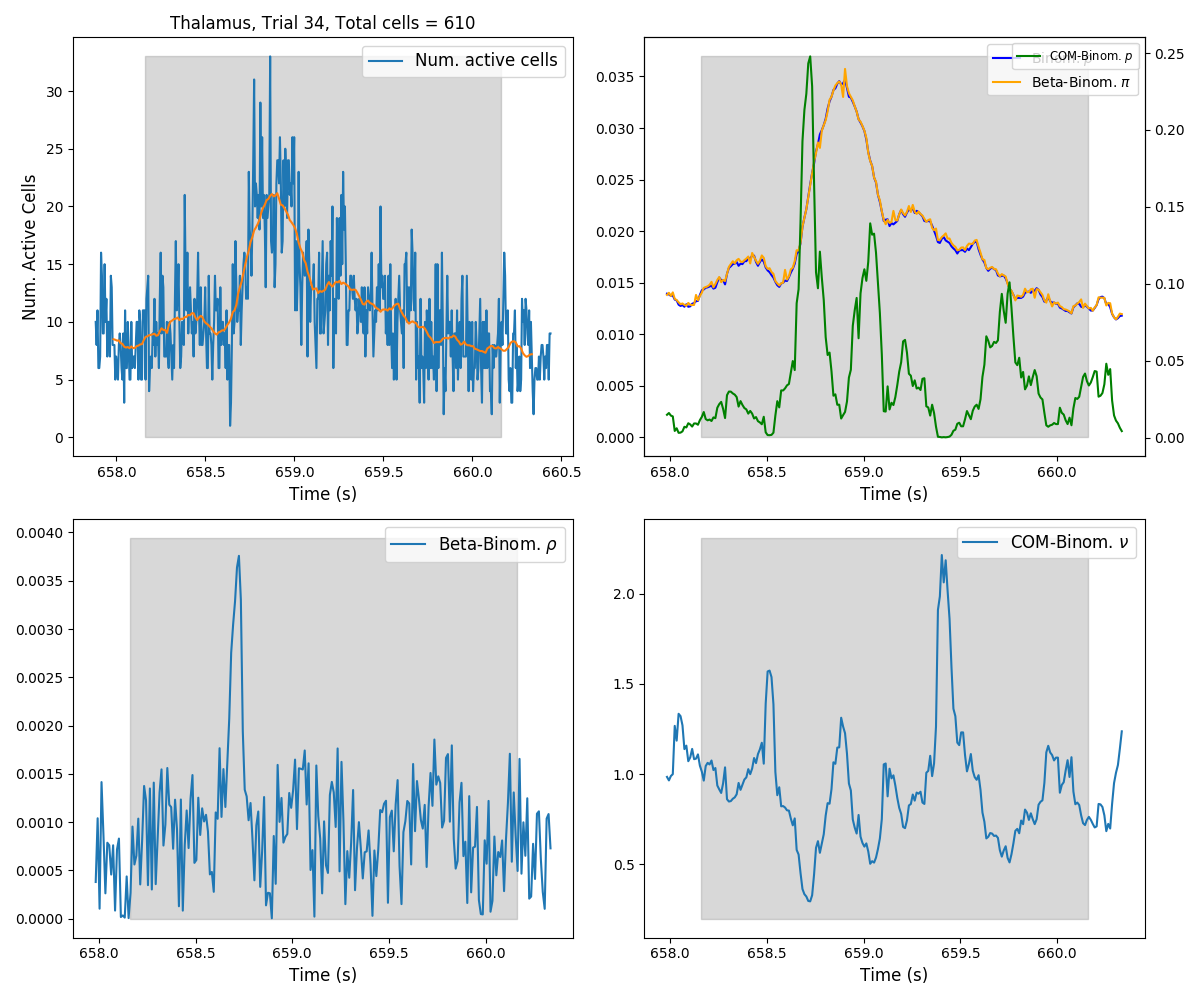 Thalamus, Trial 34, Total cells = 610
Num. active cells
Num. Active Cells
30
25
20
15
10
5
0
658.0 658.5 659.0 659.5 660.0 660.5
Time (s)
COM-Binom. p
Beta-Binom. π
0.035
0.030
0.025
0.020
0.015
0.010
0.005
0.000
0.25
0.20
0.15
0.10
0.05
0.00
658.0 658.5 659.0 659.5 660.0
Time (s)
Beta-Binom. ρ
0.0040
0.0035
0.0030
0.0025
0.0020
0.0015
0.0010
0.0005
0.0000
658.0 658.5 659.0 659.5 660.0
Time (s)
COM-Binom. ν
2.0
1.5
1.0
0.5
658.0 658.5 659.0 659.5 660.0
Time (s)